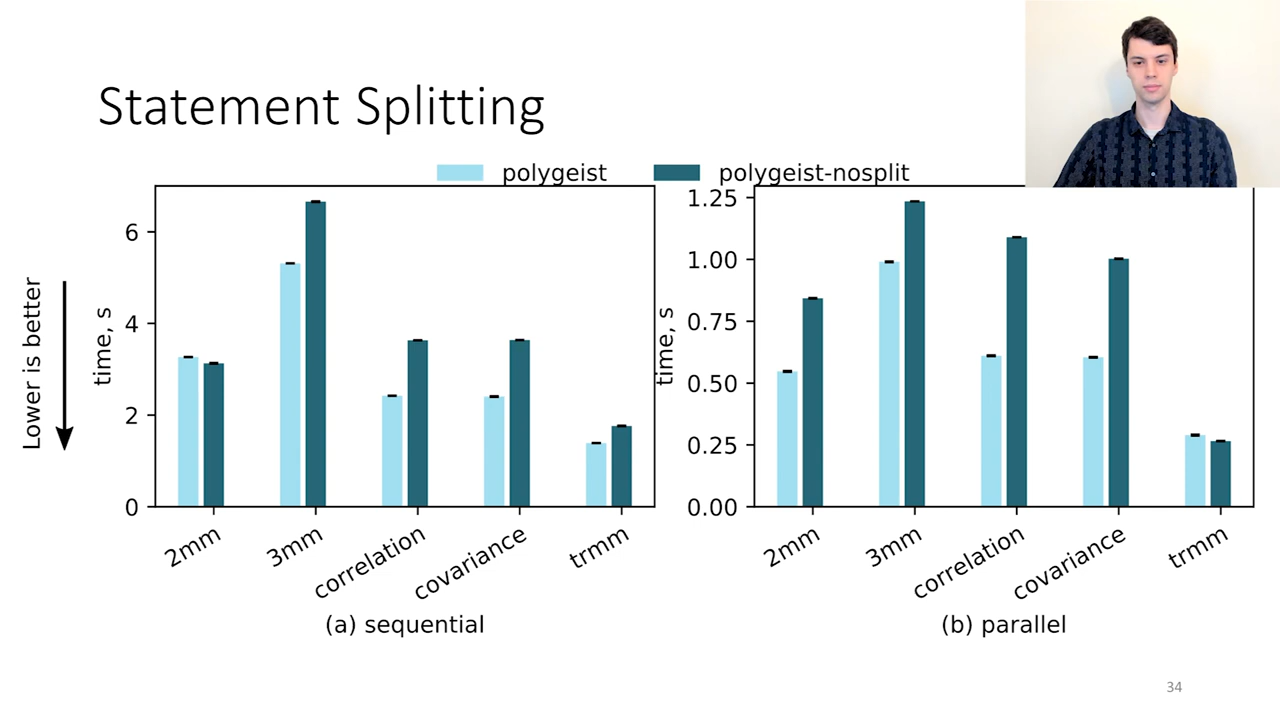 Statement Splitting
polygeist
polygeist-nosplit
Lower is better
time, s
6
4
2
0
2mm
3mm
correlation
covariance
trmm
(a) sequential
time, s
1.25
1.00
0.75
0.50
0.25
0.00
2mm
3mm
correlation
covariance
trmm
(b) parallel
34